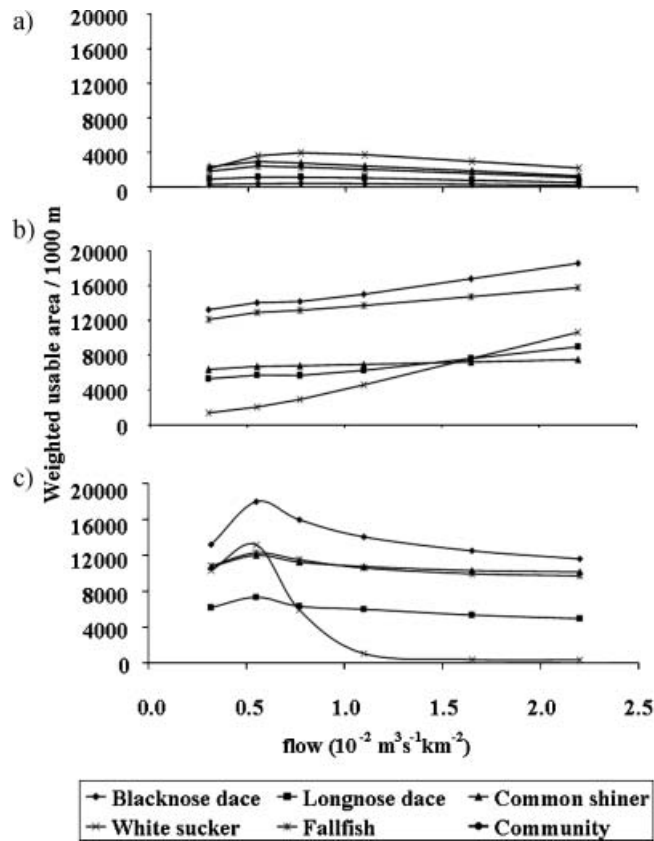 a)
20000
16000
12000
8000
4000
0
b)
20000
16000
12000
8000
4000
0
c)
20000
16000
12000
8000
4000
0
Weighted usable area / 1000 m
0.0 0.5 1.0 1.5 2.0 2.5
flow (10⁻² m³s⁻¹km⁻²)
Blacknose dace Longnose dace Common shiner
White sucker Fallfish Community